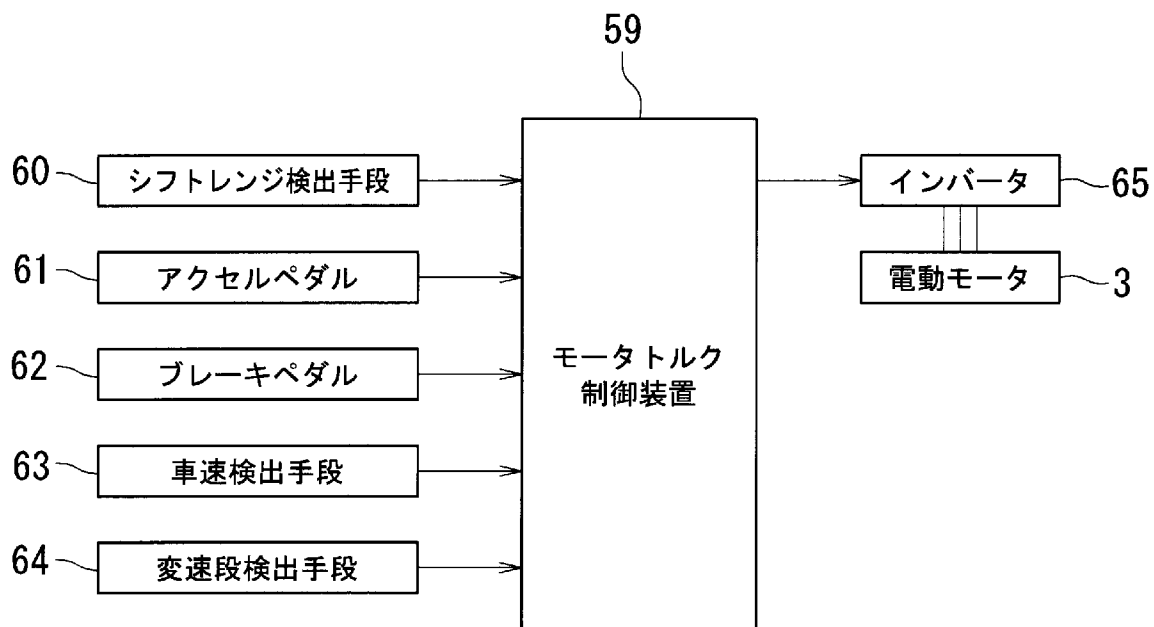 59
60
シフトレンジ検出手段
インバータ
65
61
アクセルペダル
電動モータ
3
62
ブレーキペダル
モータトルク
制御装置
63
車速検出手段
64
変速段検出手段